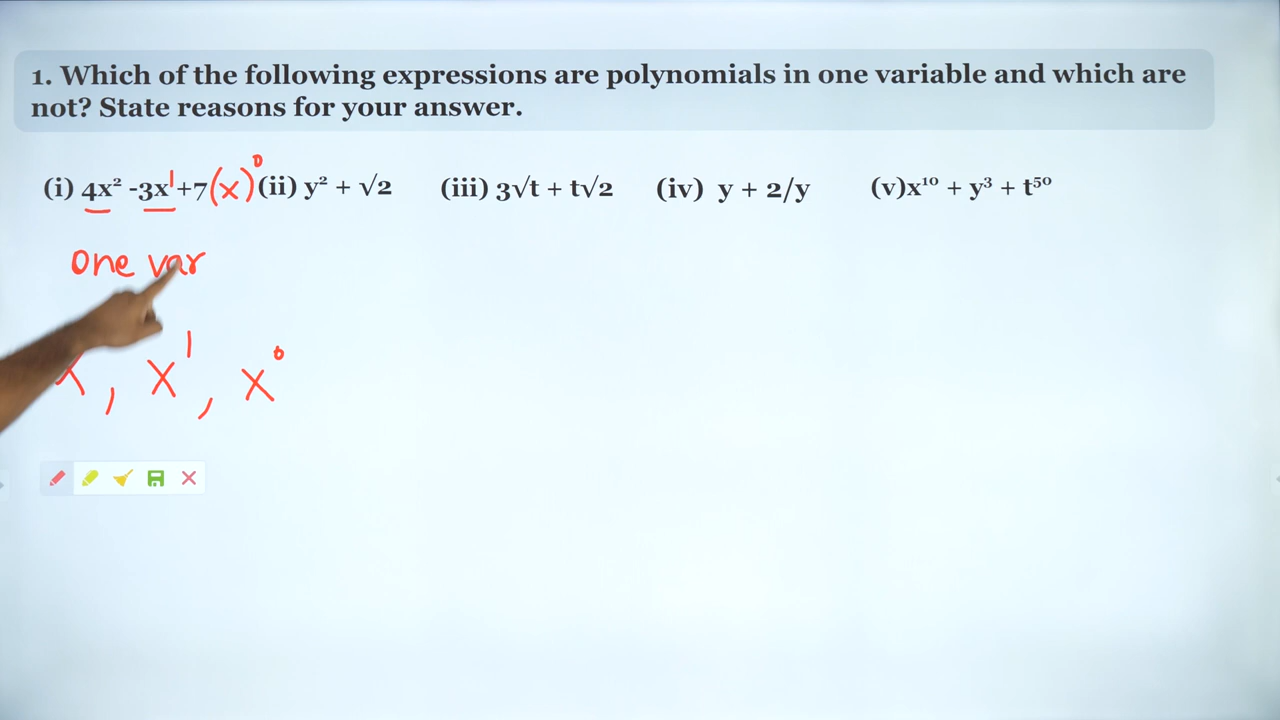 1. Which of the following expressions are polynomials in one variable and which are
not? State reasons for your answer.
(i) 4x² -3x¹+7(x)⁰ (ii) y² + √2 (iii) 3√t + t√2 (iv) y + 2/y (v)x¹⁰ + y³ + t⁵⁰
One var
x , x¹ , x⁰